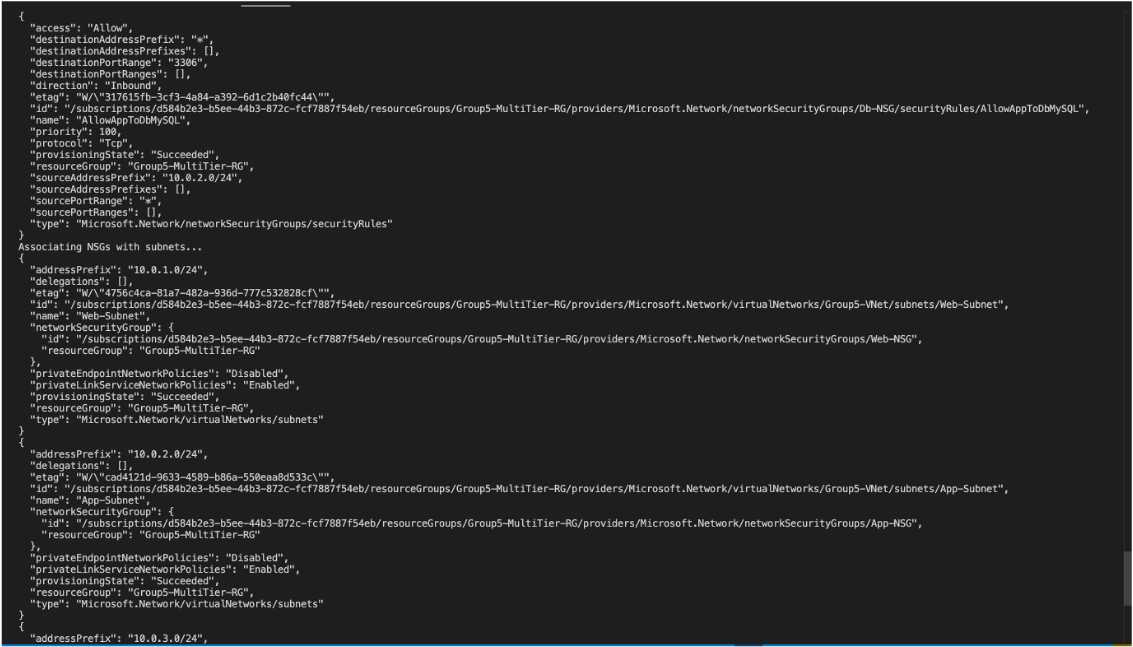 {
"access": "Allow",
"destinationAddressPrefix": "*",
"destinationAddressPrefixes": [],
"destinationPortRange": "3306",
"destinationPortRanges": [],
"direction": "Inbound",
"etag": "W/\"317615fb-3cf3-4a84-a392-6d1c2b40fc44\"",
"id": "/subscriptions/d584b2e3-b5ee-44b3-872c-fcf7887f54eb/resourceGroups/Group5-MultiTier-RG/providers/Microsoft.Network/networkSecurityGroups/Db-NSG/securityRules/AllowAppToDbMySQL",
"name": "AllowAppToDbMySQL",
"priority": 100,
"protocol": "Tcp",
"provisioningState": "Succeeded",
"resourceGroup": "Group5-MultiTier-RG",
"sourceAddressPrefix": "10.0.2.0/24",
"sourceAddressPrefixes": [],
"sourcePortRange": "*",
"sourcePortRanges": [],
"type": "Microsoft.Network/networkSecurityGroups/securityRules"
}
Associating NSGs with subnets...
{
"addressPrefix": "10.0.1.0/24",
"delegations": [],
"etag": "W/\"4756c4ca-81a7-482a-936d-777c532828cf\"",
"id": "/subscriptions/d584b2e3-b5ee-44b3-872c-fcf7887f54eb/resourceGroups/Group5-MultiTier-RG/providers/Microsoft.Network/virtualNetworks/Group5-VNet/subnets/Web-Subnet",
"name": "Web-Subnet",
"networkSecurityGroup": {
"id": "/subscriptions/d584b2e3-b5ee-44b3-872c-fcf7887f54eb/resourceGroups/Group5-MultiTier-RG/providers/Microsoft.Network/networkSecurityGroups/Web-NSG",
"resourceGroup": "Group5-MultiTier-RG"
},
"privateEndpointNetworkPolicies": "Disabled",
"privateLinkServiceNetworkPolicies": "Enabled",
"provisioningState": "Succeeded",
"resourceGroup": "Group5-MultiTier-RG",
"type": "Microsoft.Network/virtualNetworks/subnets"
}
{
"addressPrefix": "10.0.2.0/24",
"delegations": [],
"etag": "W/\"cad4121d-9633-4589-b86a-550eaa8d533c\"",
"id": "/subscriptions/d584b2e3-b5ee-44b3-872c-fcf7887f54eb/resourceGroups/Group5-MultiTier-RG/providers/Microsoft.Network/virtualNetworks/Group5-VNet/subnets/App-Subnet",
"name": "App-Subnet",
"networkSecurityGroup": {
"id": "/subscriptions/d584b2e3-b5ee-44b3-872c-fcf7887f54eb/resourceGroups/Group5-MultiTier-RG/providers/Microsoft.Network/networkSecurityGroups/App-NSG",
"resourceGroup": "Group5-MultiTier-RG"
},
"privateEndpointNetworkPolicies": "Disabled",
"privateLinkServiceNetworkPolicies": "Enabled",
"provisioningState": "Succeeded",
"resourceGroup": "Group5-MultiTier-RG",
"type": "Microsoft.Network/virtualNetworks/subnets"
}
{
"addressPrefix": "10.0.3.0/24",